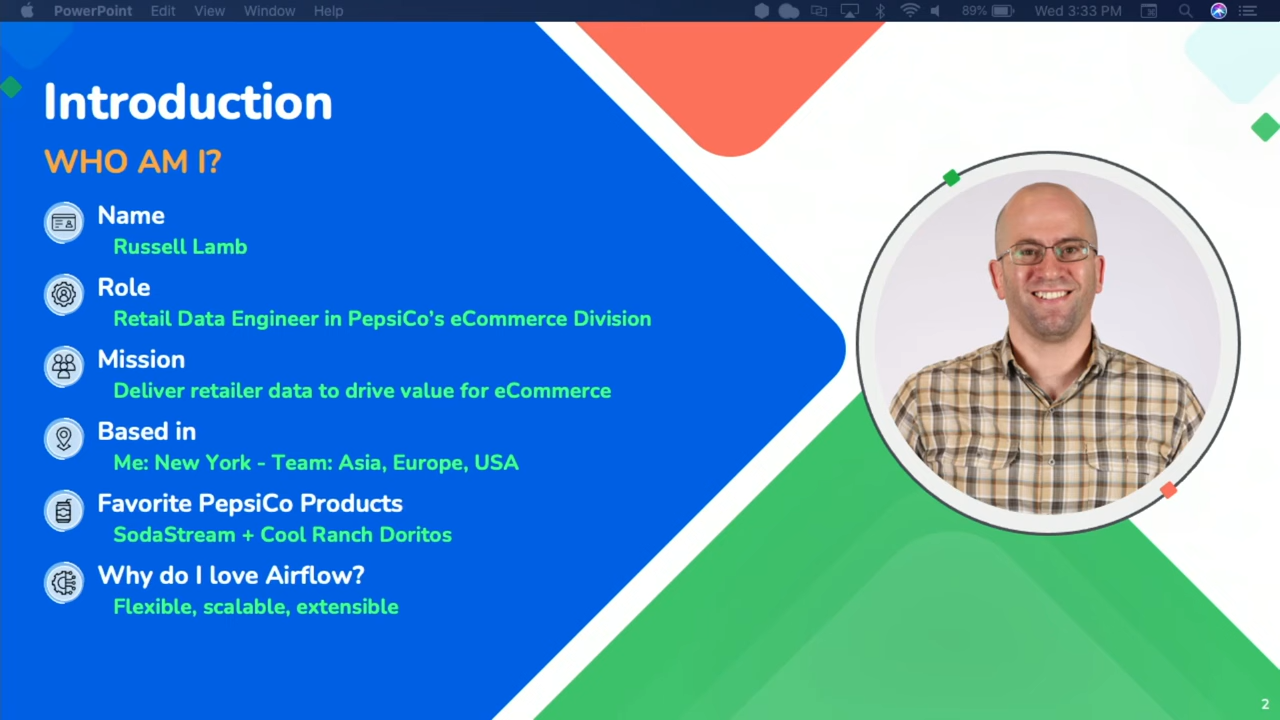 PowerPoint Edit View Window Help 89% Wed 3:33 PM
Introduction
WHO AM I?
Name
Russell Lamb
Role
Retail Data Engineer in PepsiCo’s eCommerce Division
Mission
Deliver retailer data to drive value for eCommerce
Based in
Me: New York - Team: Asia, Europe, USA
Favorite PepsiCo Products
SodaStream + Cool Ranch Doritos
Why do I love Airflow?
Flexible, scalable, extensible
2